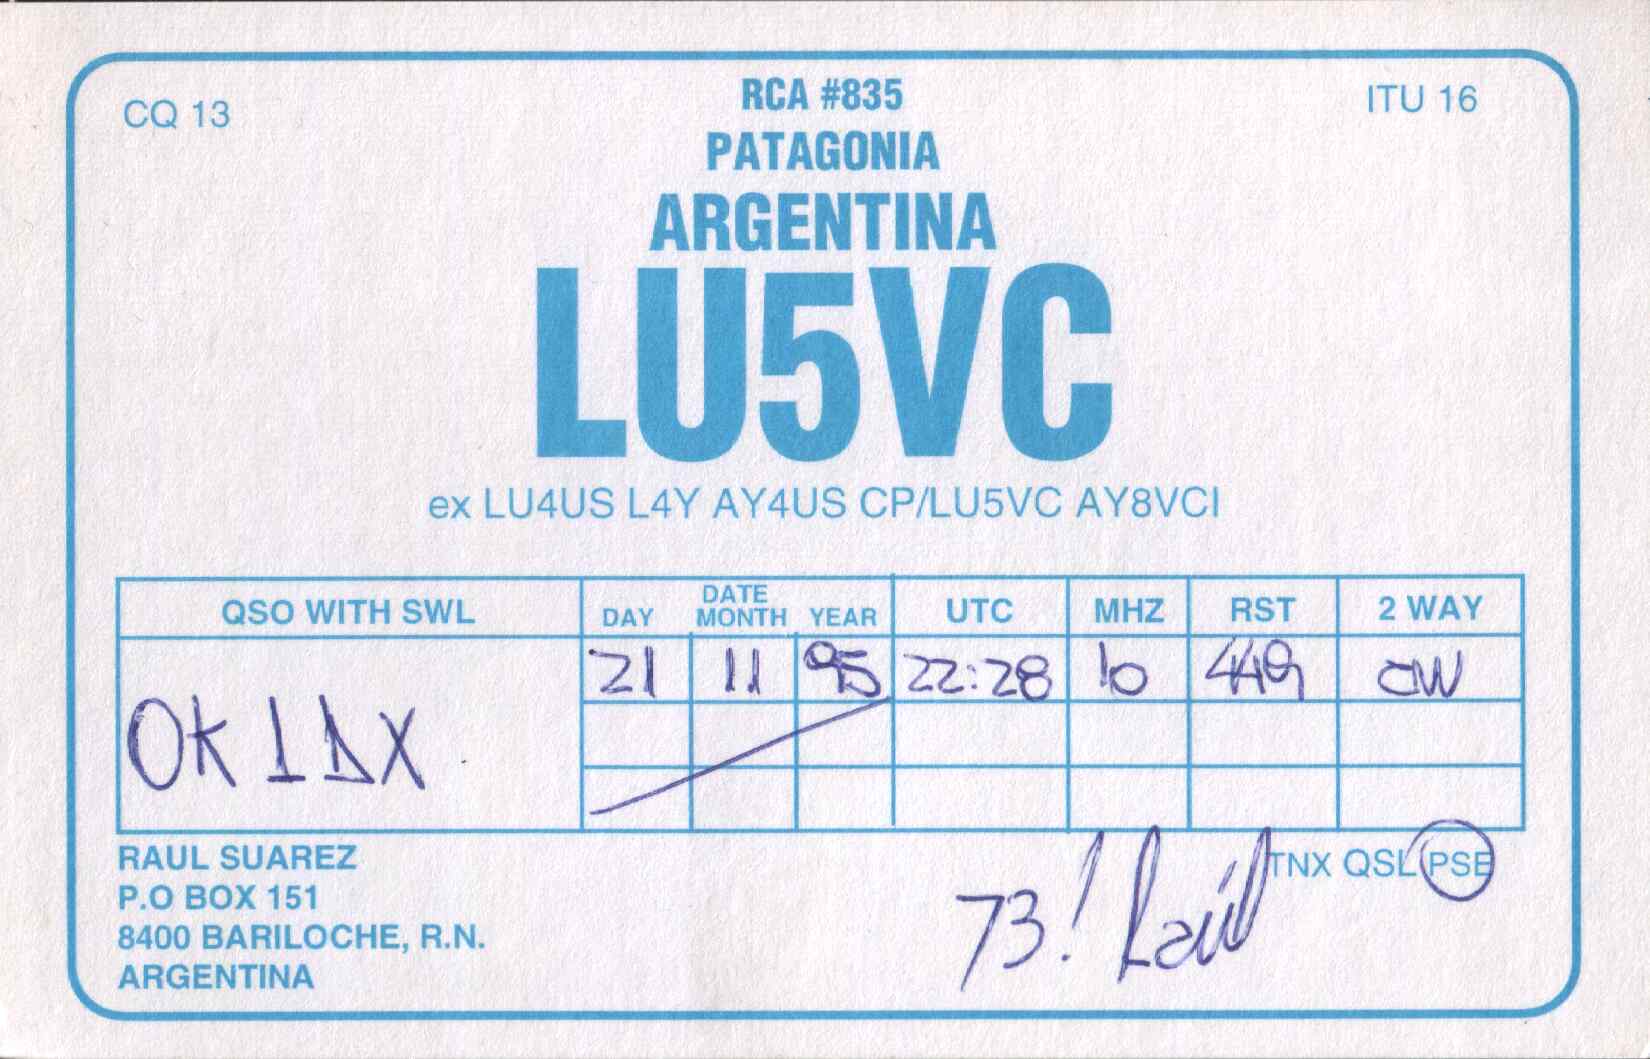 CQ 13
RCA #835
ITU 16
PATAGONIA
ARGENTINA
LU5VC
ex LU4US L4Y AY4US CP/LU5VC AY8VCI
QSO WITH SWL DAY DATE MONTH YEAR UTC MHZ RST 2 WAY
21 11 95 22:28 10 449 CW
OK1DX
RAUL SUAREZ
P.O BOX 151
8400 BARILOCHE, R.N.
ARGENTINA
TNX QSL PSE
73! Raúl